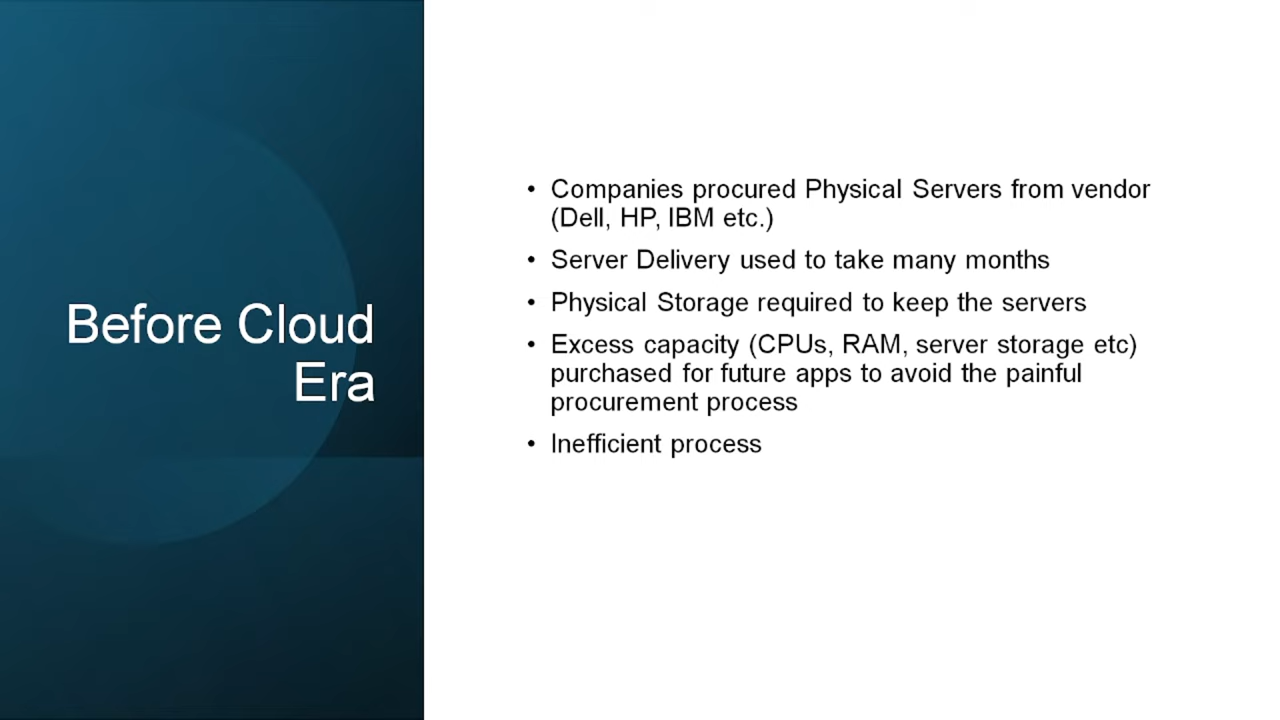 Before Cloud
Era
• Companies procured Physical Servers from vendor
(Dell, HP, IBM etc.)
• Server Delivery used to take many months
• Physical Storage required to keep the servers
• Excess capacity (CPUs, RAM, server storage etc)
purchased for future apps to avoid the painful
procurement process
• Inefficient process